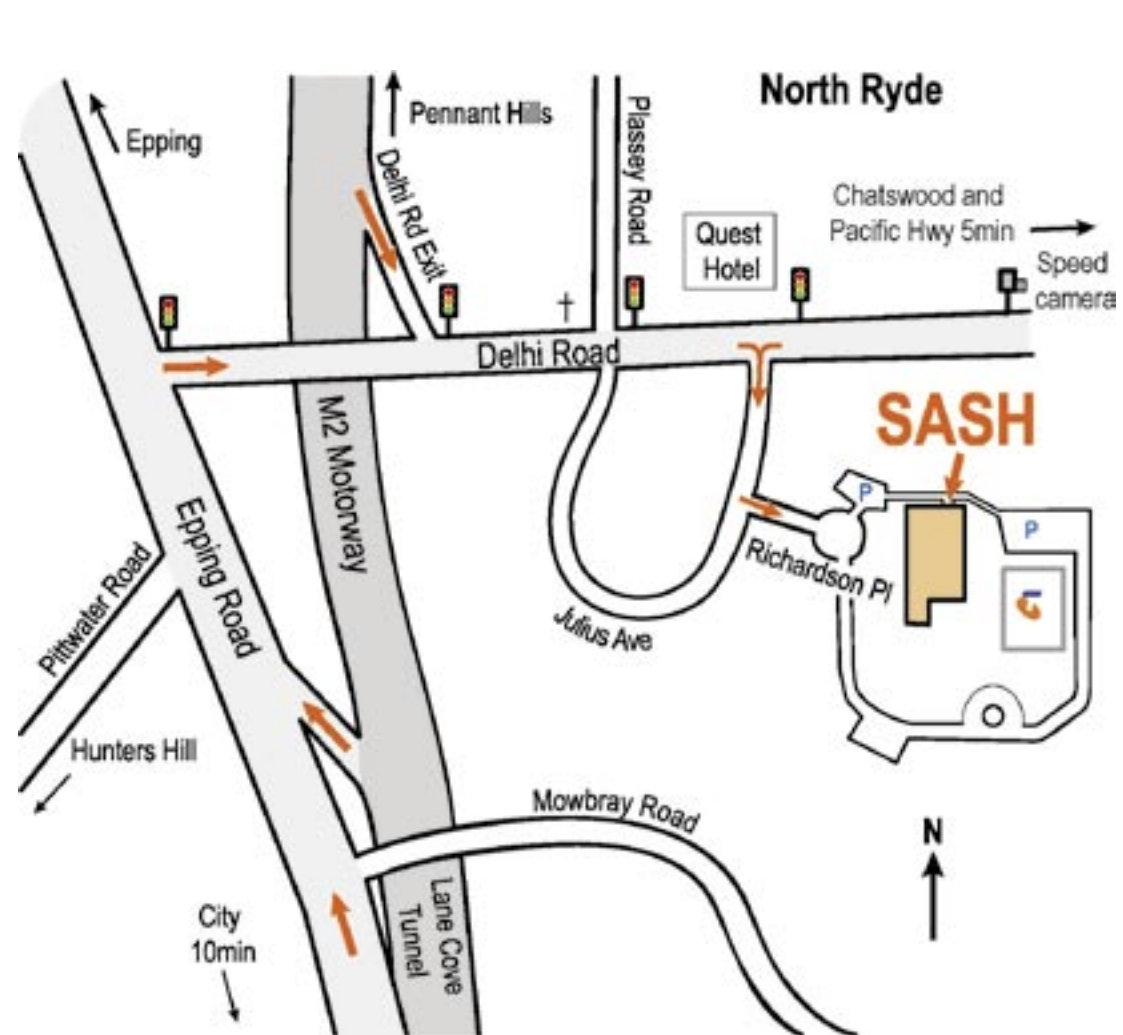 North Ryde
Epping
Pennant Hills
Delhi Rd Exit
Plassey Road
Quest
Hotel
Chatswood and
Pacific Hwy 5min
Speed
camera
Delhi Road
SASH
M2 Motorway
Epping Road
P
P
Richardson Pl
Julius Ave
Pittwater Road
Hunters Hill
Mowbray Road
N
City
10min
Lane Cove
Tunnel